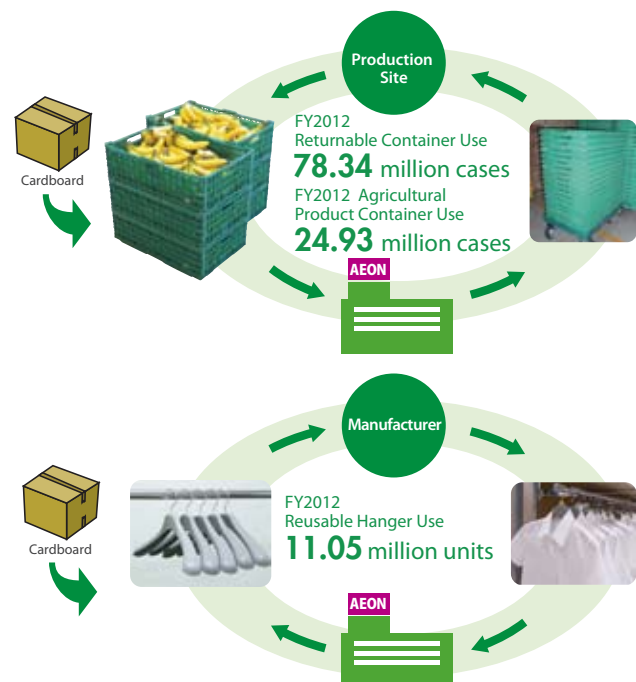 Production
Site
FY2012
Returnable Container Use
78.34 million cases
FY2012 Agricultural
Product Container Use
24.93 million cases
Cardboard
AEON
Manufacturer
FY2012
Reusable Hanger Use
11.05 million units
Cardboard
AEON